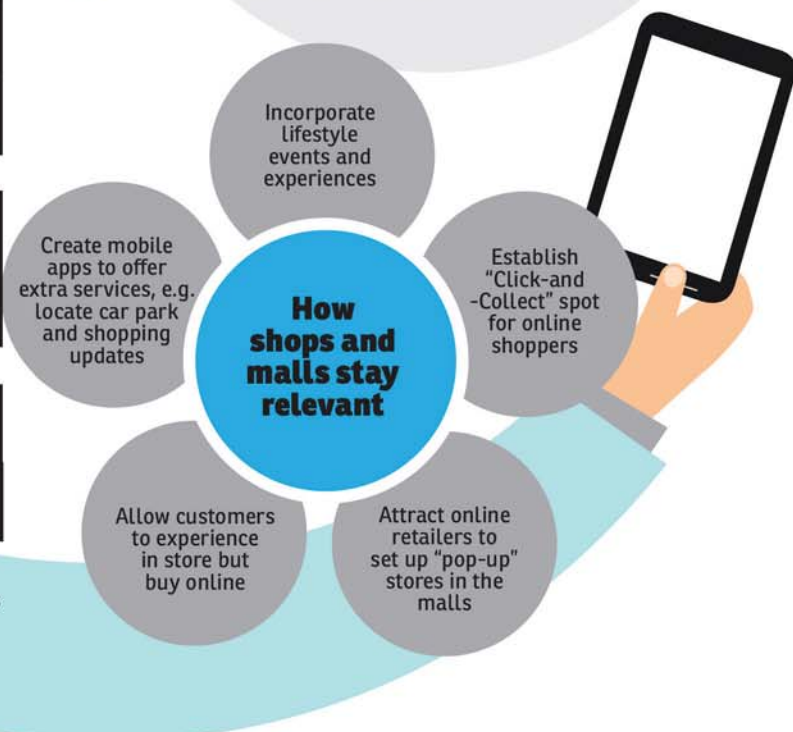 How
shops and
malls stay
relevant
Incorporate
lifestyle
events and
experiences
Establish
“Click-and
-Collect” spot
for online
shoppers
Attract online
retailers to
set up “pop-up”
stores in the
malls
Allow customers
to experience
in store but
buy online
Create mobile
apps to offer
extra services, e.g.
locate car park
and shopping
updates